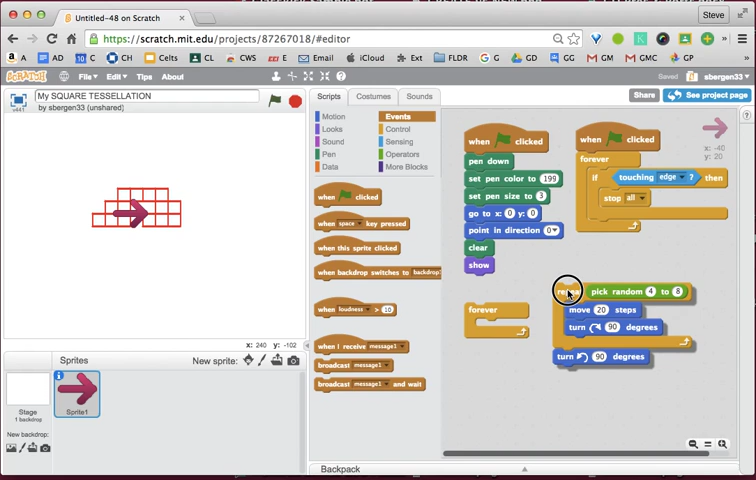 Untitled-48 on Scratch
Steve
https://scratch.mit.edu/projects/87267018/#editor
A AD CH Celts CL CWS E iCloud Ext FLDR G GD GF GM
SCRATCH File Edit Tips About Saved sbergen33
My SQUARE TESSELLATION
by sbergen33 (unshared)
v441
Scripts Costumes Sounds
Share See project page
Motion Events
Looks Control
Sound Sensing
Pen Operators
Data More Blocks
when clicked
when space key pressed
when this sprite clicked
when backdrop switches to backdrop1
when loudness > 10
when I receive message1
broadcast message1
broadcast message1 and wait
when clicked
pen down
set pen color to 199
set pen size to 3
go to x: 0 y: 0
point in direction 0
clear
show
forever
when clicked
forever
if touching edge ? then
stop all
x: -40
y: 20
repeat pick random 4 to 8
move 20 steps
turn 90 degrees
turn 90 degrees
x: 240 y: -102
Sprites New sprite:
Stage
1 backdrop
New backdrop:
Sprite1
Backpack